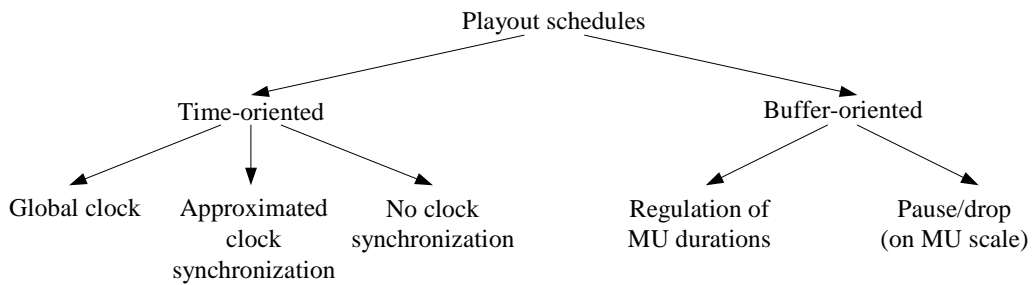 Playout schedules
Time-oriented
Buffer-oriented
Global clock
Approximated
clock
synchronization
No clock
synchronization
Regulation of
MU durations
Pause/drop
(on MU scale)